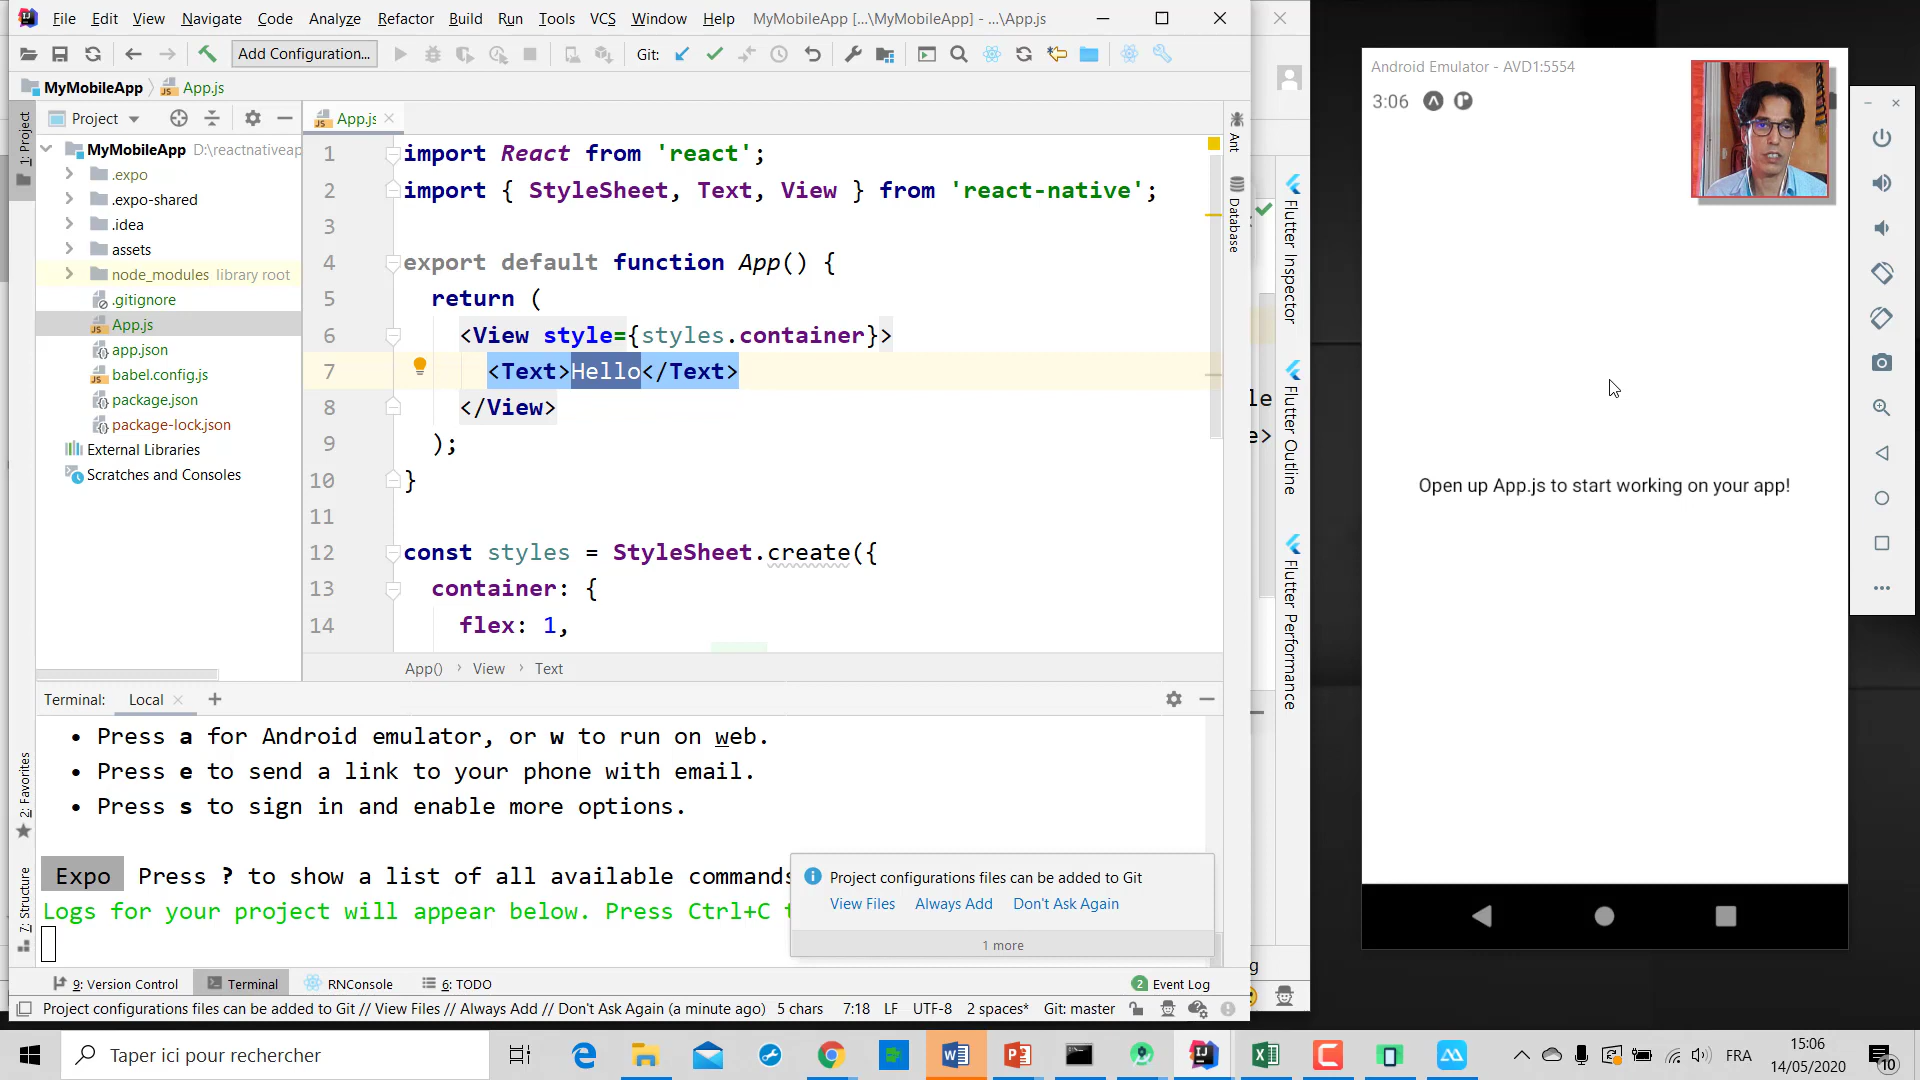 File Edit View Navigate Code Analyze Refactor Build Run Tools VCS Window Help MyMobileApp [...\MyMobileApp] - ...\App.js
Add Configuration... Git:
MyMobileApp App.js
Project
App.js
1: Project
MyMobileApp D:\reactnativeap
.expo
.expo-shared
.idea
assets
node_modules library root
.gitignore
App.js
app.json
babel.config.js
package.json
package-lock.json
External Libraries
Scratches and Consoles
1 import React from 'react';
2 import { StyleSheet, Text, View } from 'react-native';
3
4 export default function App() {
5 return (
6 <View style={styles.container}>
7 <Text>Hello</Text>
8 </View>
9 );
10 }
11
12 const styles = StyleSheet.create({
13 container: {
14 flex: 1,
App() › View › Text
Ant
Database
Flutter Inspector
Flutter Outline
Flutter Performance
le
e>
g
Terminal: Local
• Press a for Android emulator, or w to run on web.
• Press e to send a link to your phone with email.
• Press s to sign in and enable more options.
Expo Press ? to show a list of all available commands
Logs for your project will appear below. Press Ctrl+C t
Project configurations files can be added to Git
View Files Always Add Don't Ask Again
1 more
2: Favorites
7: Structure
9: Version Control Terminal RNConsole 6: TODO 2 Event Log
Project configurations files can be added to Git // View Files // Always Add // Don't Ask Again (a minute ago) 5 chars 7:18 LF UTF-8 2 spaces* Git: master
Android Emulator - AVD1:5554
3:06
Open up App.js to start working on your app!
Taper ici pour rechercher
FRA
15:06
14/05/2020
10